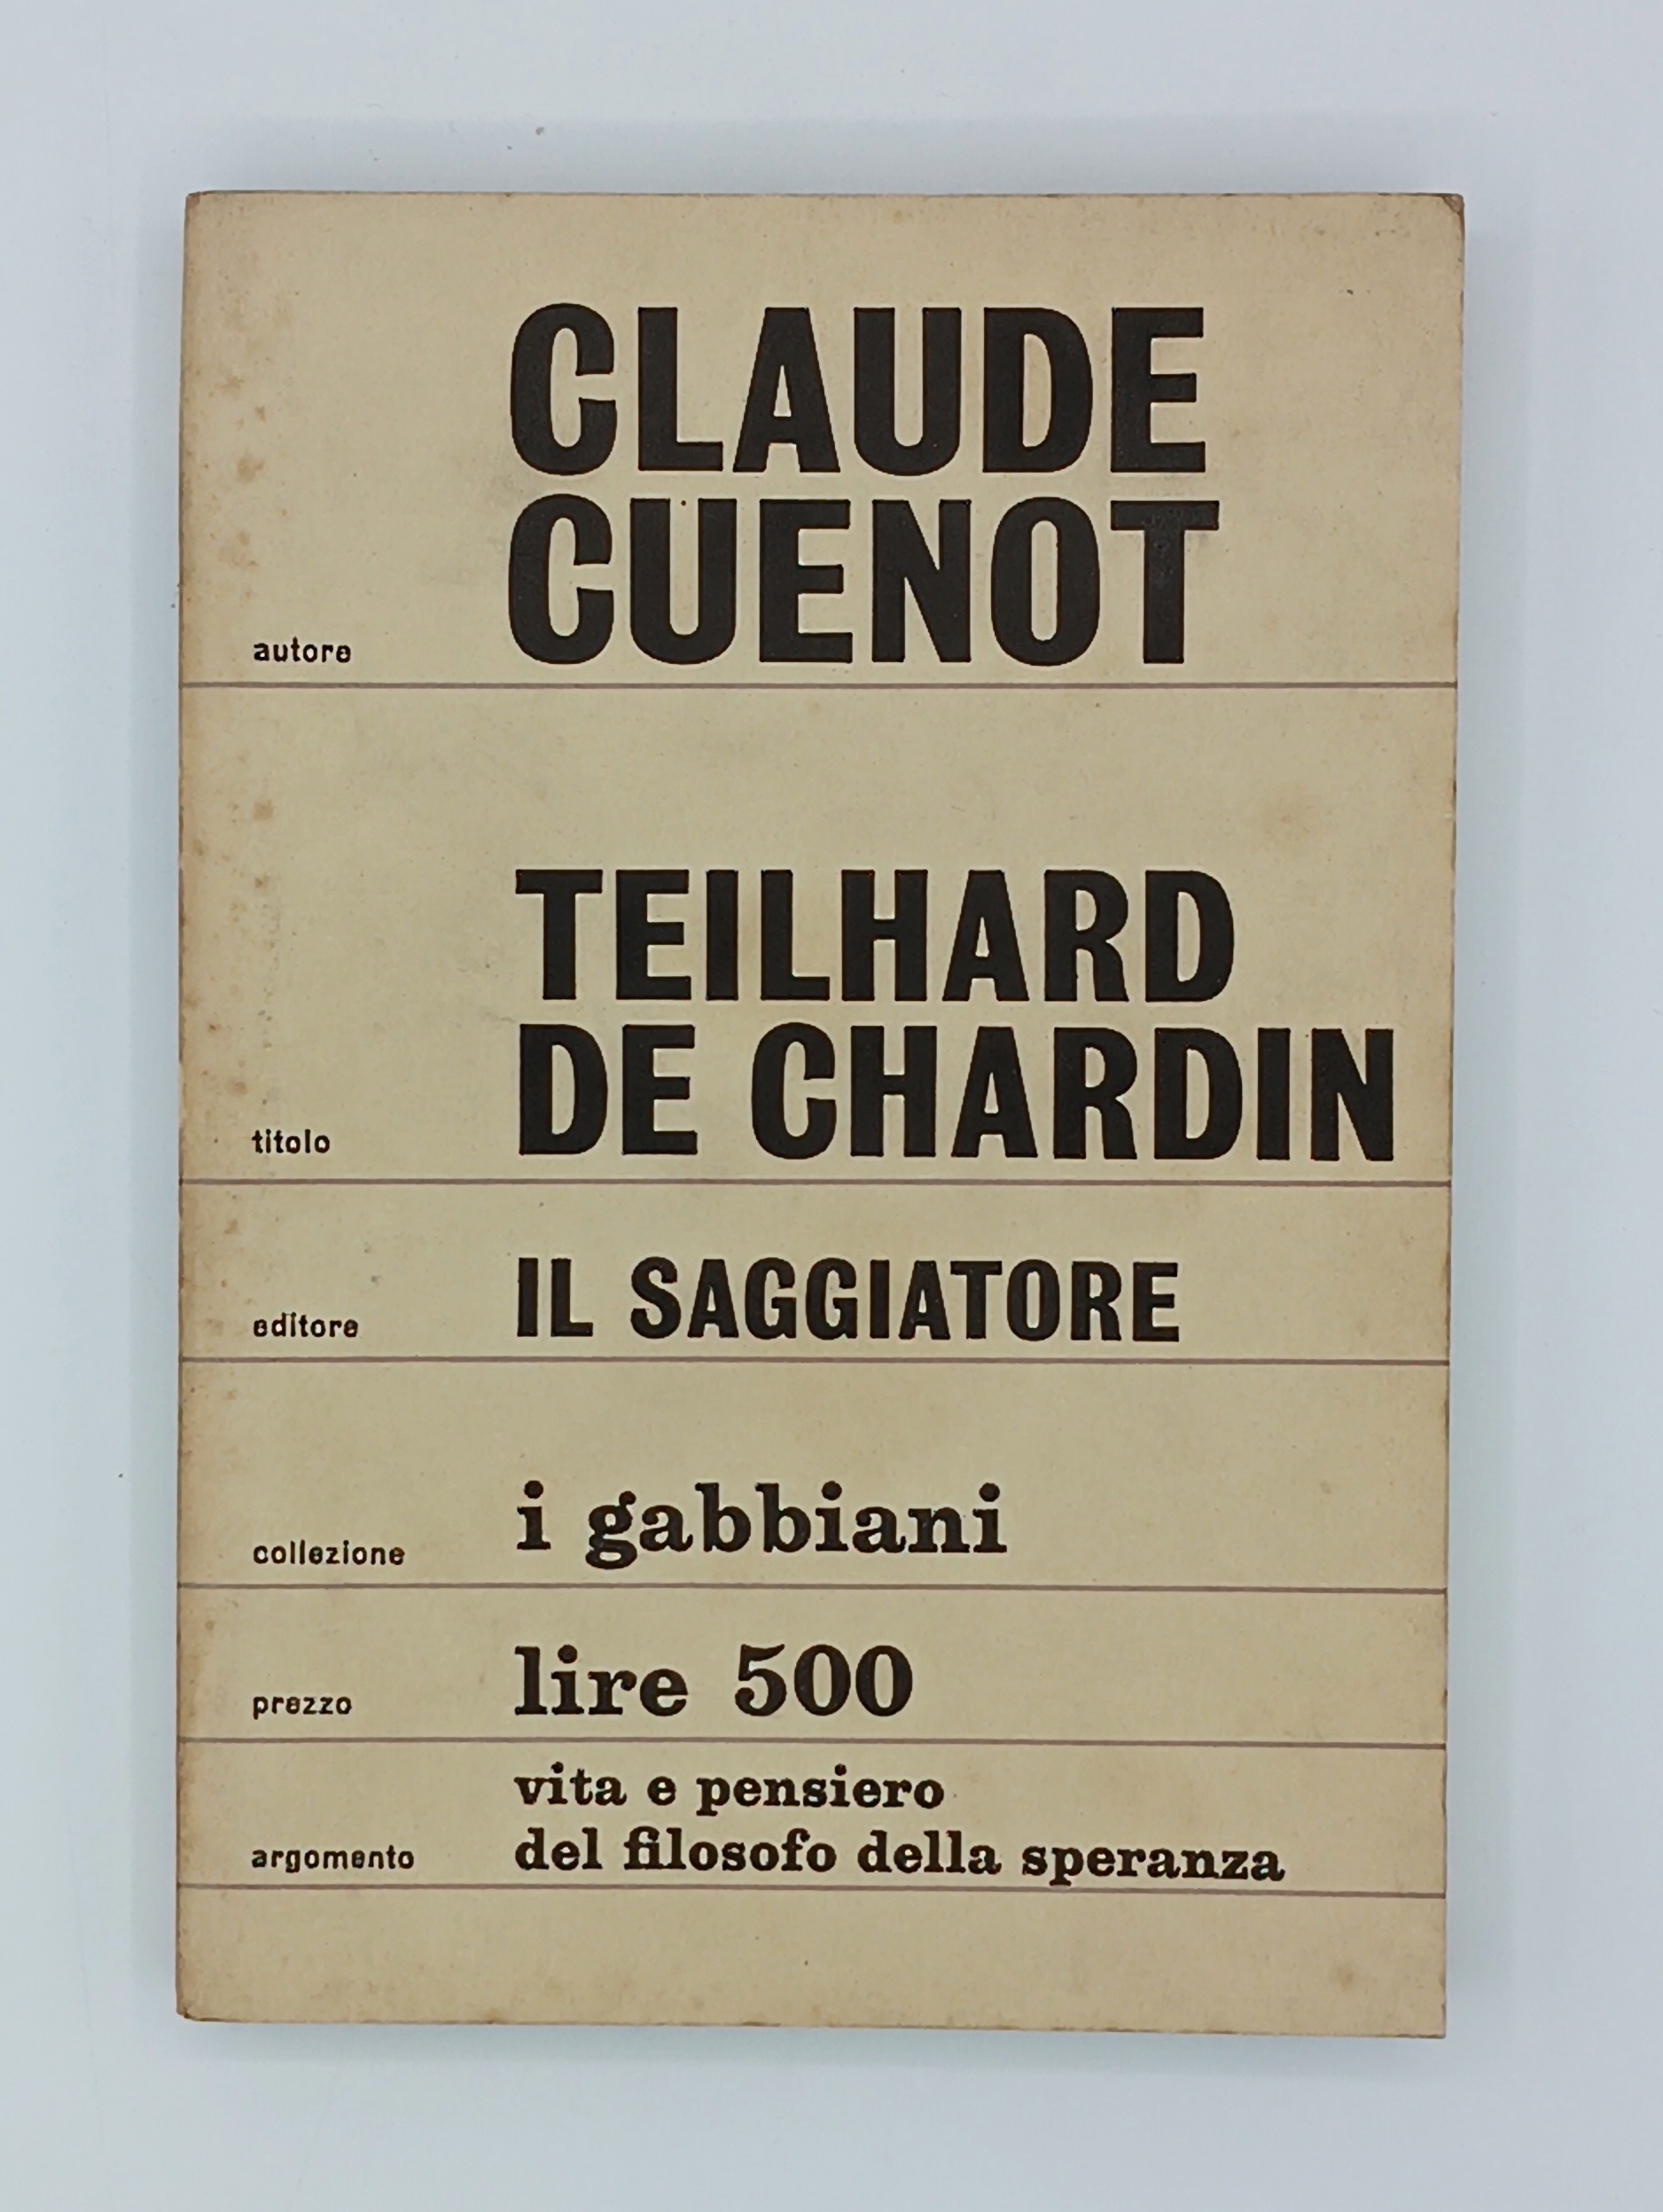 CLAUDE
CUENOT
autore
TEILHARD
DE CHARDIN
titolo
editore IL SAGGIATORE
collezione i gabbiani
prezzo lire 500
vita e pensiero
argomento del filosofo della speranza